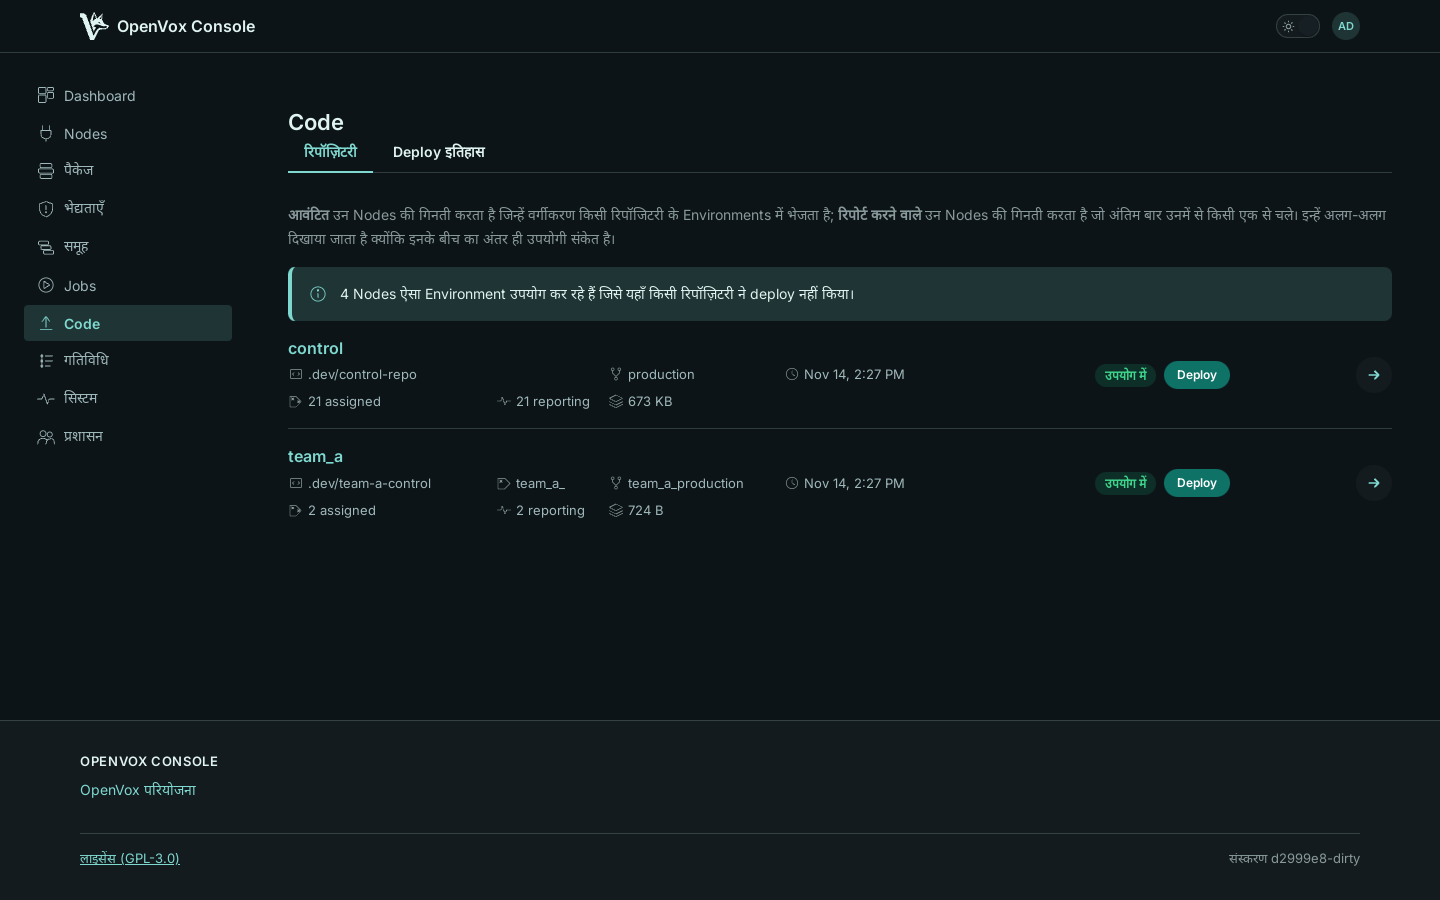 OpenVox Console
AD
Dashboard
Nodes
पैकेज
भेद्यताएँ
समूह
Jobs
Code
गतिविधि
सिस्टम
प्रशासन
Code
रिपॉज़िटरी
Deploy इतिहास
आवंटित उन Nodes की गिनती करता है जिन्हें वर्गीकरण किसी रिपॉजिटरी के Environments में भेजता है; रिपोर्ट करने वाले उन Nodes की गिनती करता है जो अंतिम बार उनमें से किसी एक से चले। इन्हें अलग-अलग
दिखाया जाता है क्योंकि इनके बीच का अंतर ही उपयोगी संकेत है।
4 Nodes ऐसा Environment उपयोग कर रहे हैं जिसे यहाँ किसी रिपॉज़िटरी ने deploy नहीं किया।
control
.dev/control-repo
production
Nov 14, 2:27 PM
उपयोग में
Deploy
21 assigned
21 reporting
673 KB
team_a
.dev/team-a-control
team_a_
team_a_production
Nov 14, 2:27 PM
उपयोग में
Deploy
2 assigned
2 reporting
724 B
OPENVOX CONSOLE
OpenVox परियोजना
लाइसेंस (GPL-3.0)
संस्करण d2999e8-dirty